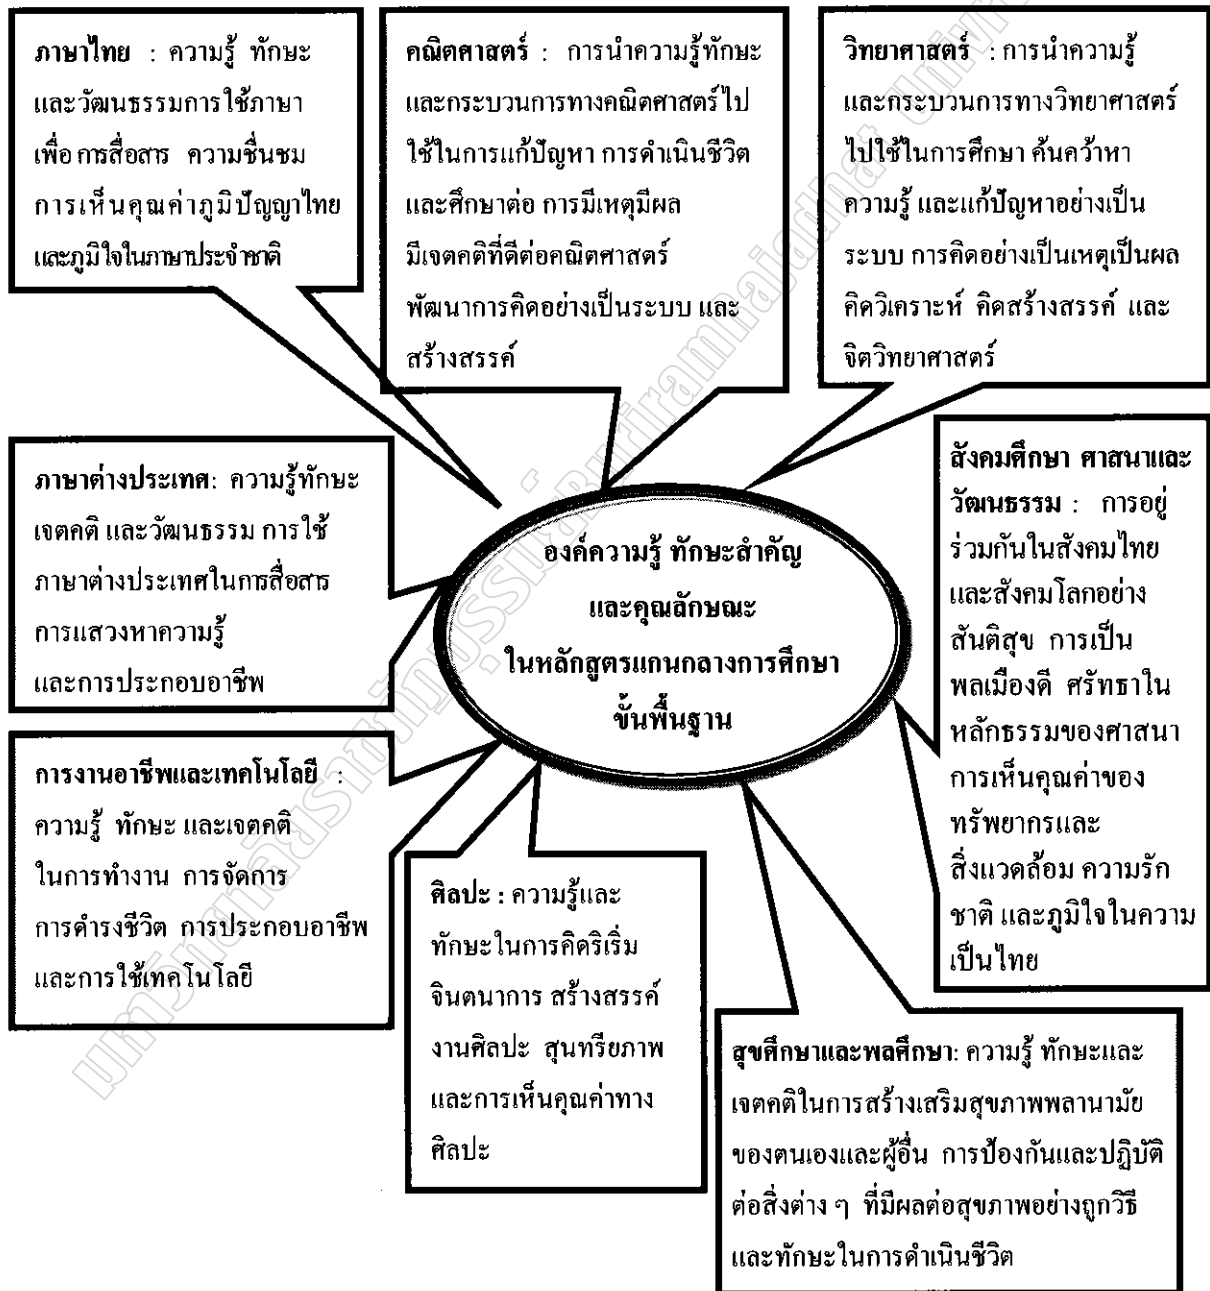 ภาษาไทย : ความรู้ ทักษะ
และวัฒนธรรมการใช้ภาษา
เพื่อ การสื่อสาร ความชื่นชม
การเห็นคุณค่าภูมิปัญญาไทย
และภูมิใจในภาษาประจำชาติ
คณิตศาสตร์ : การนำความรู้ทักษะ
และกระบวนการทางคณิตศาสตร์ไป
ใช้ในการแก้ปัญหา การดำเนินชีวิต
และศึกษาต่อ การมีเหตุมีผล
มีเจตคติที่ดีต่อคณิตศาสตร์
พัฒนาการคิดอย่างเป็นระบบ และ
สร้างสรรค์
วิทยาศาสตร์ : การนำความรู้
และกระบวนการทางวิทยาศาสตร์
ไปใช้ในการศึกษา ค้นคว้าหา
ความรู้ และแก้ปัญหาอย่างเป็น
ระบบ การคิดอย่างเป็นเหตุเป็นผล
คิดวิเคราะห์ คิดสร้างสรรค์ และ
จิตวิทยาศาสตร์
ภาษาต่างประเทศ: ความรู้ทักษะ
เจตคติ และวัฒนธรรม การใช้
ภาษาต่างประเทศในการสื่อสาร
การแสวงหาความรู้
และการประกอบอาชีพ
องค์ความรู้ ทักษะสำคัญ
และคุณลักษณะ
ในหลักสูตรแกนกลางการศึกษา
ขั้นพื้นฐาน
สังคมศึกษา ศาสนาและ
วัฒนธรรม : การอยู่
ร่วมกันในสังคมไทย
และสังคมโลกอย่าง
สันติสุข การเป็น
พลเมืองดี ศรัทธาใน
หลักธรรมของศาสนา
การเห็นคุณค่าของ
ทรัพยากรและ
สิ่งแวดล้อม ความรัก
ชาติ และภูมิใจในความ
เป็นไทย
การงานอาชีพและเทคโนโลยี :
ความรู้ ทักษะ และเจตคติ
ในการทำงาน การจัดการ
การดำรงชีวิต การประกอบอาชีพ
และการใช้เทคโนโลยี
ศิลปะ : ความรู้และ
ทักษะในการคิดริเริ่ม
จินตนาการ สร้างสรรค์
งานศิลปะ สุนทรียภาพ
และการเห็นคุณค่าทาง
ศิลปะ
สุขศึกษาและพลศึกษา: ความรู้ ทักษะและ
เจตคติในการสร้างเสริมสุขภาพพลานามัย
ของตนเองและผู้อื่น การป้องกันและปฏิบัติ
ต่อสิ่งต่าง ๆ ที่มีผลต่อสุขภาพอย่างถูกวิธี
และทักษะในการดำเนินชีวิต